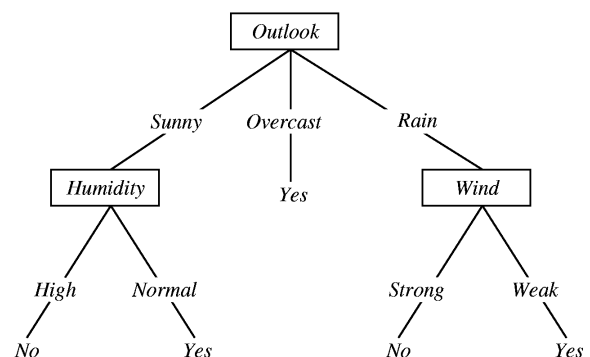 Outlook
Sunny Overcast Rain
Humidity Yes Wind
High Normal Strong Weak
No Yes No Yes